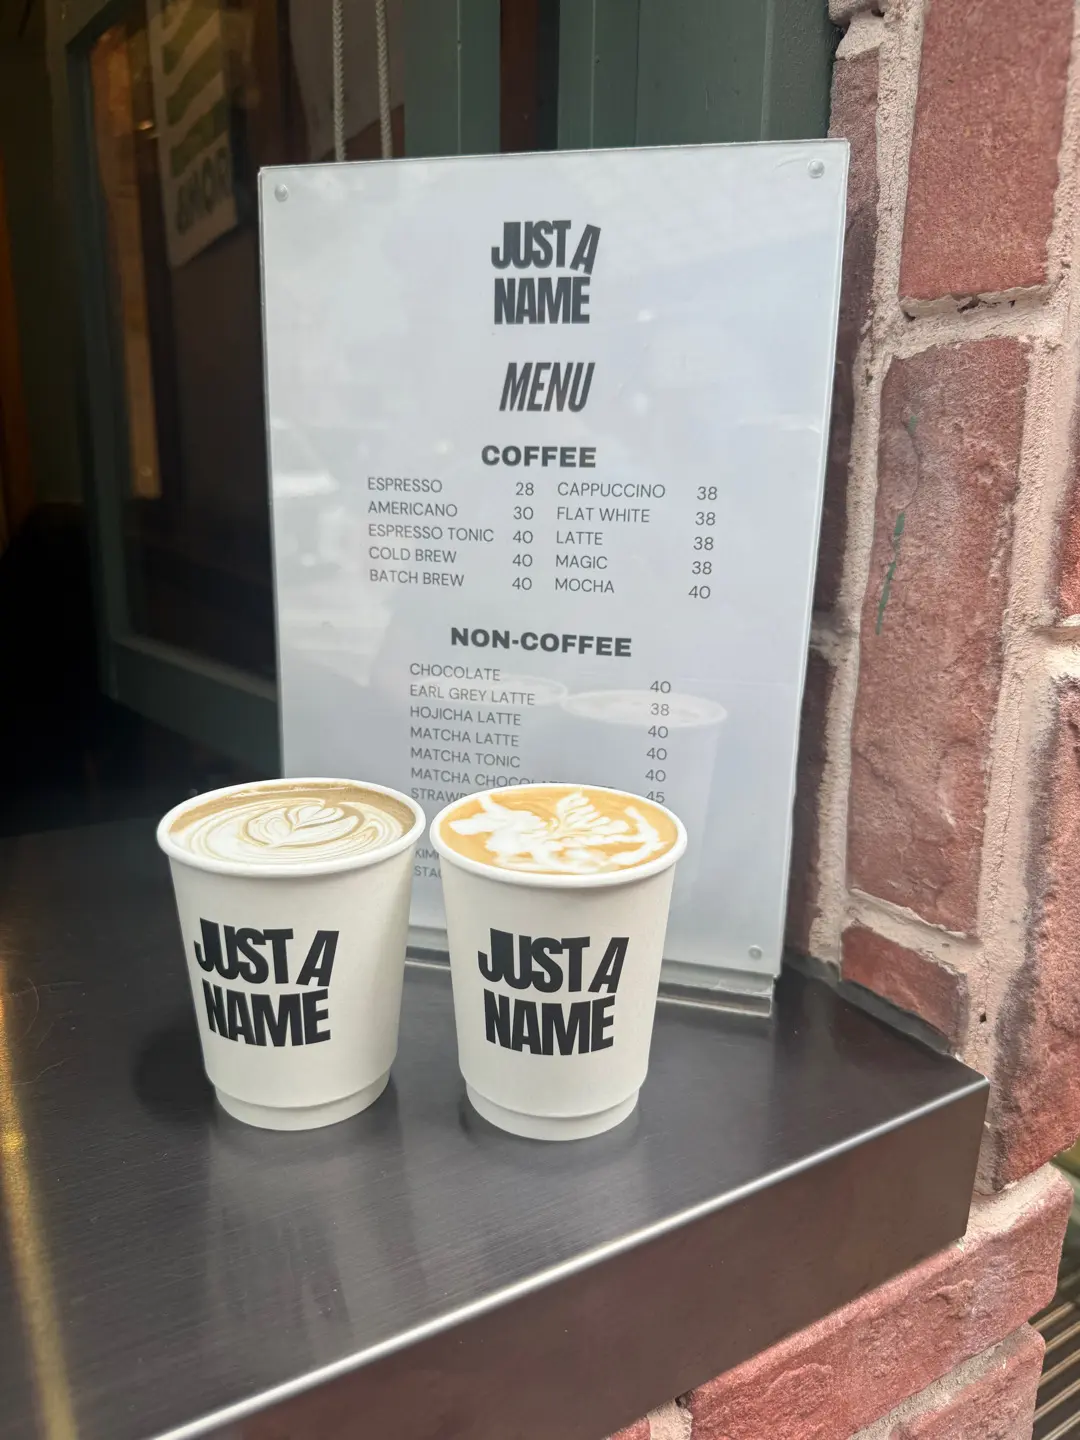 JUST A
NAME
MENU
COFFEE
ESPRESSO 28 CAPPUCCINO 38
AMERICANO 30 FLAT WHITE 38
ESPRESSO TONIC 40 LATTE 38
COLD BREW 40 MAGIC 38
BATCH BREW 40 MOCHA 40
NON-COFFEE
CHOCOLATE 40
EARL GREY LATTE 38
HOJICHA LATTE 40
MATCHA LATTE 40
MATCHA TONIC 40
MATCHA 45
JUST A
NAME
JUST A
NAME